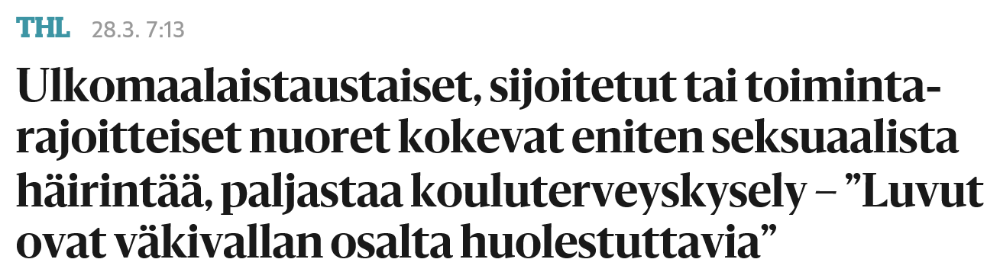 THL 28.3. 7:13
Ulkomaalaistaustaiset, sijoitetut tai toiminta-
rajoitteiset nuoret kokevat eniten seksuaalista
häirintää, paljastaa kouluterveyskysely – ”Luvut
ovat väkivallan osalta huolestuttavia”